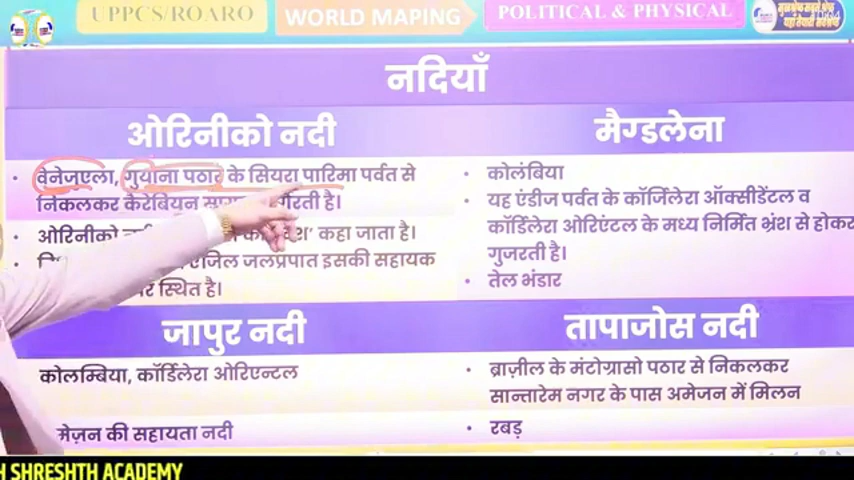 UPPCS/ROARO
WORLD MAPING
POLITICAL & PHYSICAL
नदियाँ
ओरिनीको नदी
वेनेजुएला, गुयाना पठार के सियरा पारिमा पर्वत से
निकलकर कैरेबियन गिरती है।
ओरिनीको कहा जाता है।
एंजिल जलप्रपात इसकी सहायक
स्थित है।
मैग्डलेना
कोलंबिया
यह एंडीज पर्वत के कॉर्जिलेरा ऑक्सीडेंटल व
कॉर्डिलेरा ओरिएंटल के मध्य निर्मित भ्रंश से होकर
गुजरती है।
तेल भंडार
जापुर नदी
कोलम्बिया, कॉर्डिलेरा ओरिएन्टल
मेज़न की सहायता नदी
तापाजोस नदी
ब्राज़ील के मंटोग्रासो पठार से निकलकर
सान्तारेम नगर के पास अमेजन में मिलन
रबड़
H SHRESHTH ACADEMY